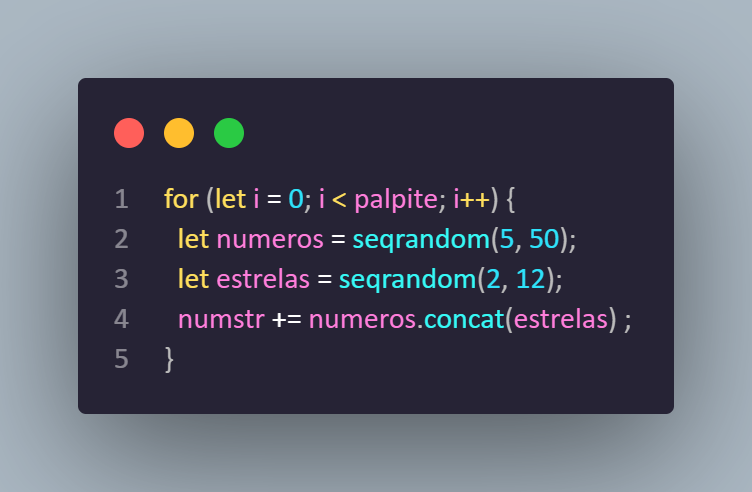 1 for (let i = 0; i < palpite; i++) {
2 let numeros = seqrandom(5, 50);
3 let estrelas = seqrandom(2, 12);
4 numstr += numeros.concat(estrelas) ;
5 }